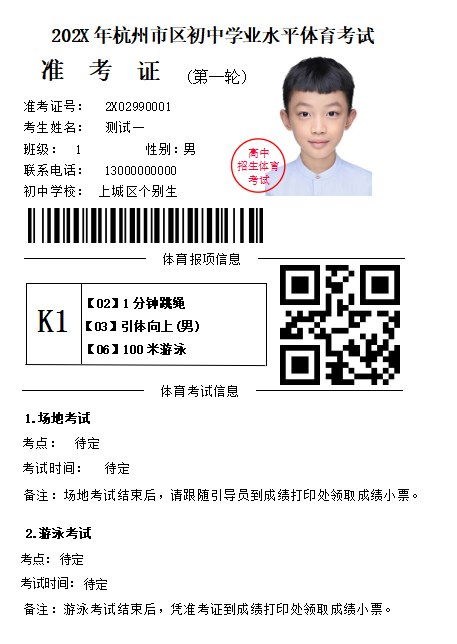 202X年杭州市区初中学业水平体育考试
准 考 证 (第一轮)
准考证号: 2X02990001
考生姓名: 测试一
班级: 1 性别:男
联系电话: 13000000000
初中学校: 上城区个别生
高中
招生体育
考试
体育报项信息
K1
【02】1分钟跳绳
【03】引体向上(男)
【06】100米游泳
体育考试信息
1.场地考试
考点: 待定
考试时间: 待定
备注:场地考试结束后,请跟随引导员到成绩打印处领取成绩小票。
2.游泳考试
考点:待定
考试时间:待定
备注:游泳考试结束后,凭准考证到成绩打印处领取成绩小票。